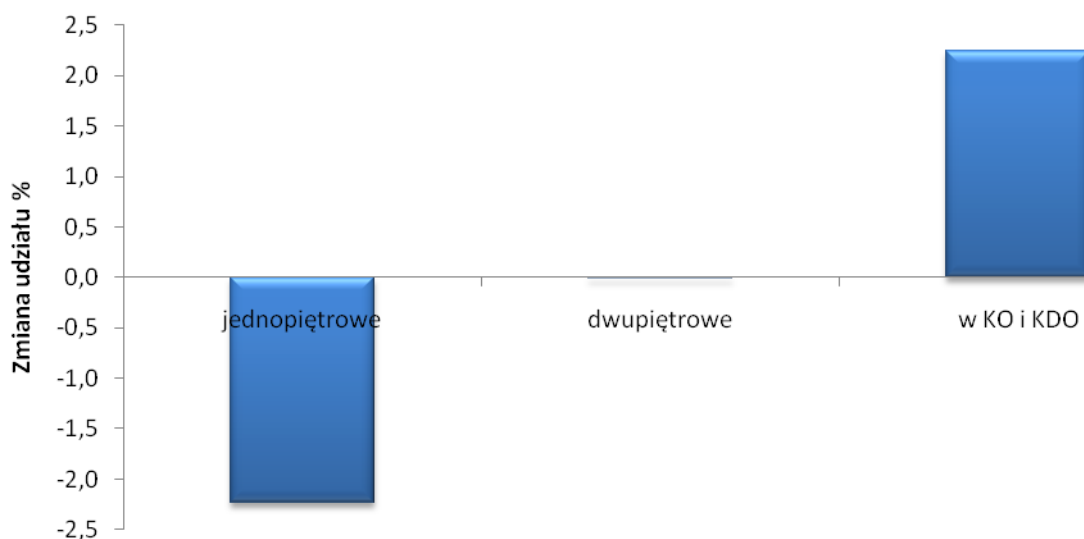 2,5
2,0
1,5
1,0
0,5
0,0
-0,5
-1,0
-1,5
-2,0
-2,5
Zmiana udziału %
jednopiętrowe
dwupiętrowe
w KO i KDO